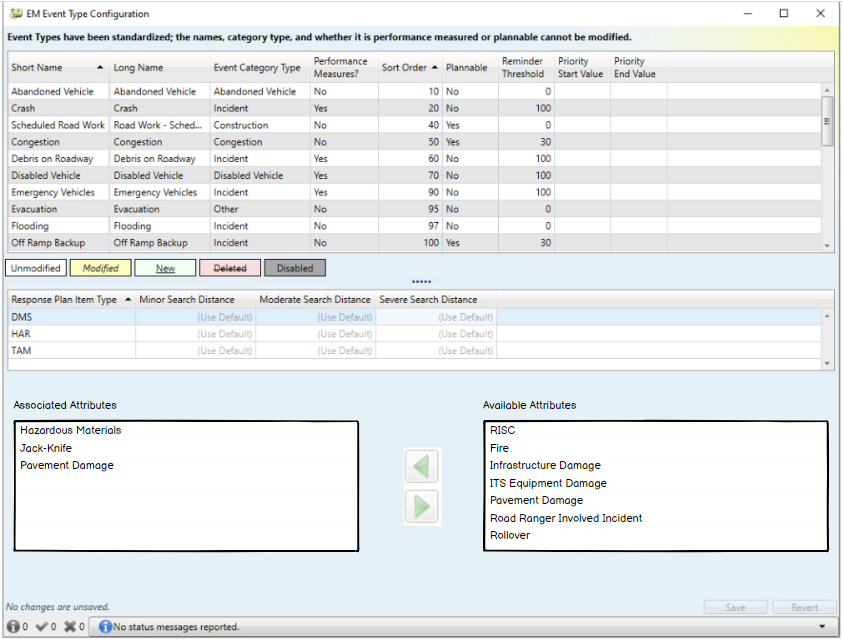 EM Event Type Configuration
Event Types have been standardized; the names, category type, and whether it is performance measured or plannable cannot be modified.
Short Name Long Name Event Category Type Performance Measures? Sort Order Plannable Reminder Threshold Priority Start Value Priority End Value
Abandoned Vehicle Abandoned Vehicle Abandoned Vehicle No 10 No 0
Crash Crash Incident Yes 20 No 100
Scheduled Road Work Road Work - Sched... Construction No 40 Yes 0
Congestion Congestion Congestion No 50 Yes 30
Debris on Roadway Debris on Roadway Incident Yes 60 No 100
Disabled Vehicle Disabled Vehicle Disabled Vehicle Yes 70 No 100
Emergency Vehicles Emergency Vehicles Incident Yes 90 No 100
Evacuation Evacuation Other No 95 No 0
Flooding Flooding Incident No 97 No 0
Off Ramp Backup Off Ramp Backup Incident No 100 Yes 30
Unmodified Modified New Deleted Disabled
Response Plan Item Type Minor Search Distance Moderate Search Distance Severe Search Distance
DMS (Use Default) (Use Default) (Use Default)
HAR (Use Default) (Use Default) (Use Default)
TAM (Use Default) (Use Default) (Use Default)
Associated Attributes
Hazardous Materials
Jack-Knife
Pavement Damage
Available Attributes
RISC
Fire
Infrastructure Damage
ITS Equipment Damage
Pavement Damage
Road Ranger Involved Incident
Rollover
No changes are unsaved.
Save Revert
0 0 0 No status messages reported.